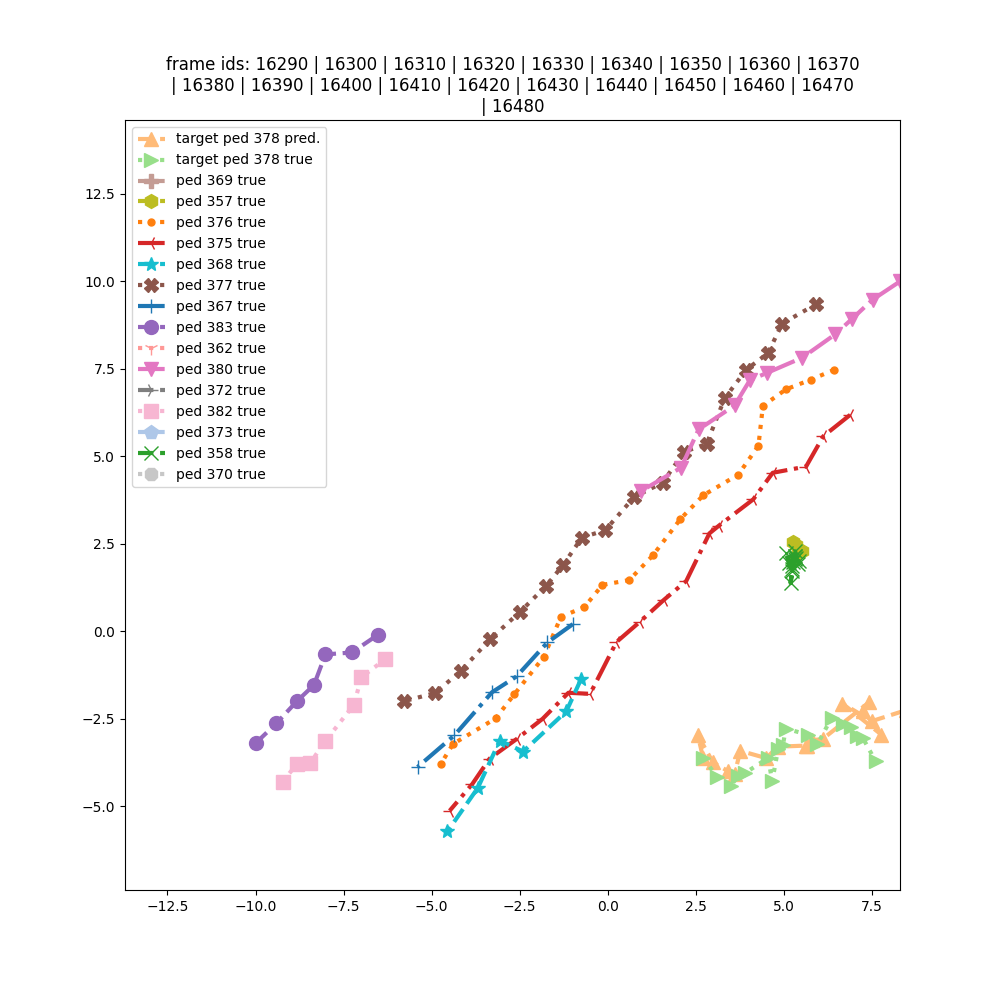 frame ids: 16290 | 16300 | 16310 | 16320 | 16330 | 16340 | 16350 | 16360 | 16370
| 16380 | 16390 | 16400 | 16410 | 16420 | 16430 | 16440 | 16450 | 16460 | 16470
| 16480
target ped 378 pred.
target ped 378 true
ped 369 true
ped 357 true
ped 376 true
ped 375 true
ped 368 true
ped 377 true
ped 367 true
ped 383 true
ped 362 true
ped 380 true
ped 372 true
ped 382 true
ped 373 true
ped 358 true
ped 370 true
12.5
10.0
7.5
5.0
2.5
0.0
−2.5
−5.0
−12.5 −10.0 −7.5 −5.0 −2.5 0.0 2.5 5.0 7.5